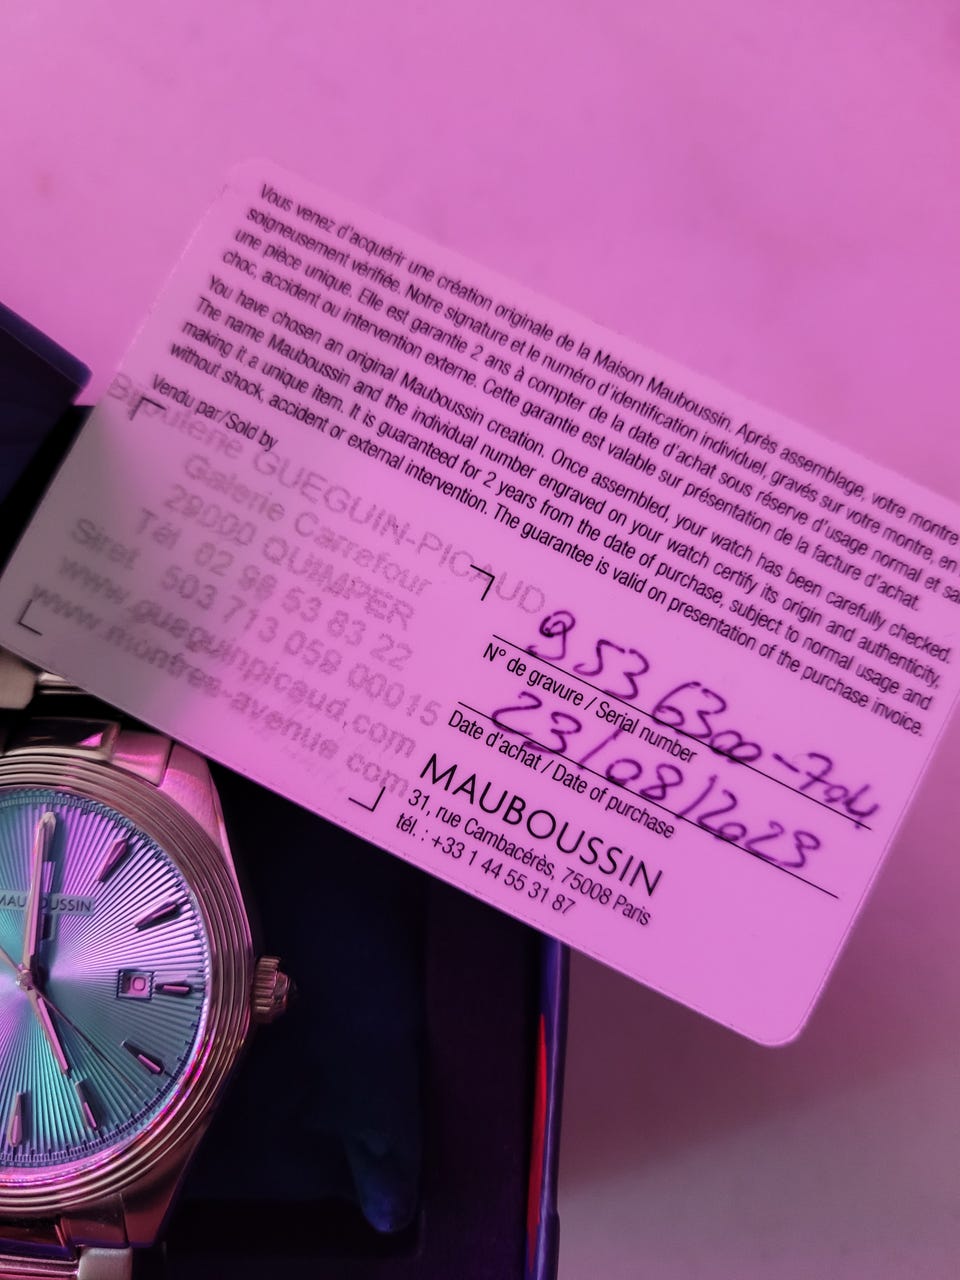 Vous venez d'acquérir une création originale de la Maison Mauboussin. Après assemblage, votre montre
soigneusement vérifiée. Notre signature et le numéro d'identification individuel, gravés sur votre montre, en
une pièce unique. Elle est garantie 2 ans à compter de la date d'achat sous réserve d'usage normal et sa
choc, accident ou intervention externe. Cette garantie est valable sur présentation de la facture d'achat.
You have chosen an original Mauboussin creation. Once assembled, your watch has been carefully checked.
The name Mauboussin and the individual number engraved on your watch certify its origin and authenticity,
making it a unique item. It is guaranteed for 2 years from the date of purchase, subject to normal usage and
without shock, accident or external intervention. The guarantee is valid on presentation of the purchase invoice.
Vendu par / Sold by
Bijouterie GUEGUIN-PICAUD
Galerie Carrefour
29000 QUIMPER
Tél 02 98 53 83 22
Siret 503 713 058 00015
www.gueguinpicaud.com
www.montres-avenue.com
9536300-704
N° de gravure / Serial number
23/08/2023
Date d'achat / Date of purchase
MAUBOUSSIN
31, rue Cambacérès, 75008 Paris
tél. : +33 1 44 55 31 87
MAUBOUSSIN